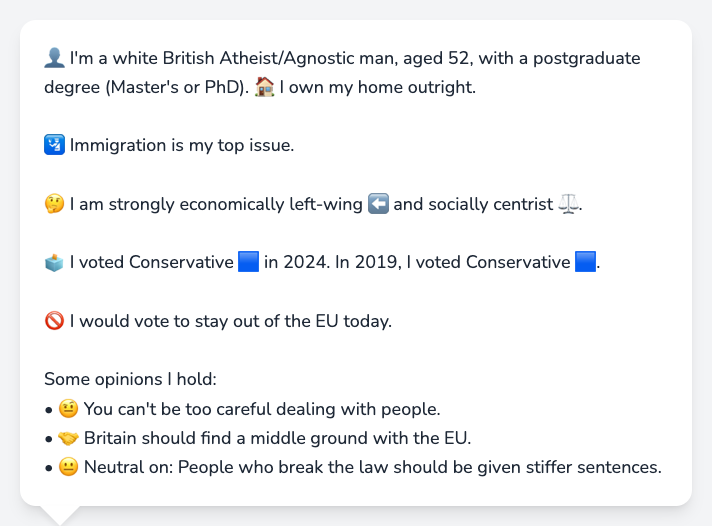 👤 I'm a white British Atheist/Agnostic man, aged 52, with a postgraduate
degree (Master's or PhD). 🏠 I own my home outright.
🛂 Immigration is my top issue.
🤔 I am strongly economically left-wing ⬅️ and socially centrist ⚖️.
🗳️ I voted Conservative 🟦 in 2024. In 2019, I voted Conservative 🟦.
🚫 I would vote to stay out of the EU today.
Some opinions I hold:
• 🤨 You can't be too careful dealing with people.
• 🤝 Britain should find a middle ground with the EU.
• 😐 Neutral on: People who break the law should be given stiffer sentences.